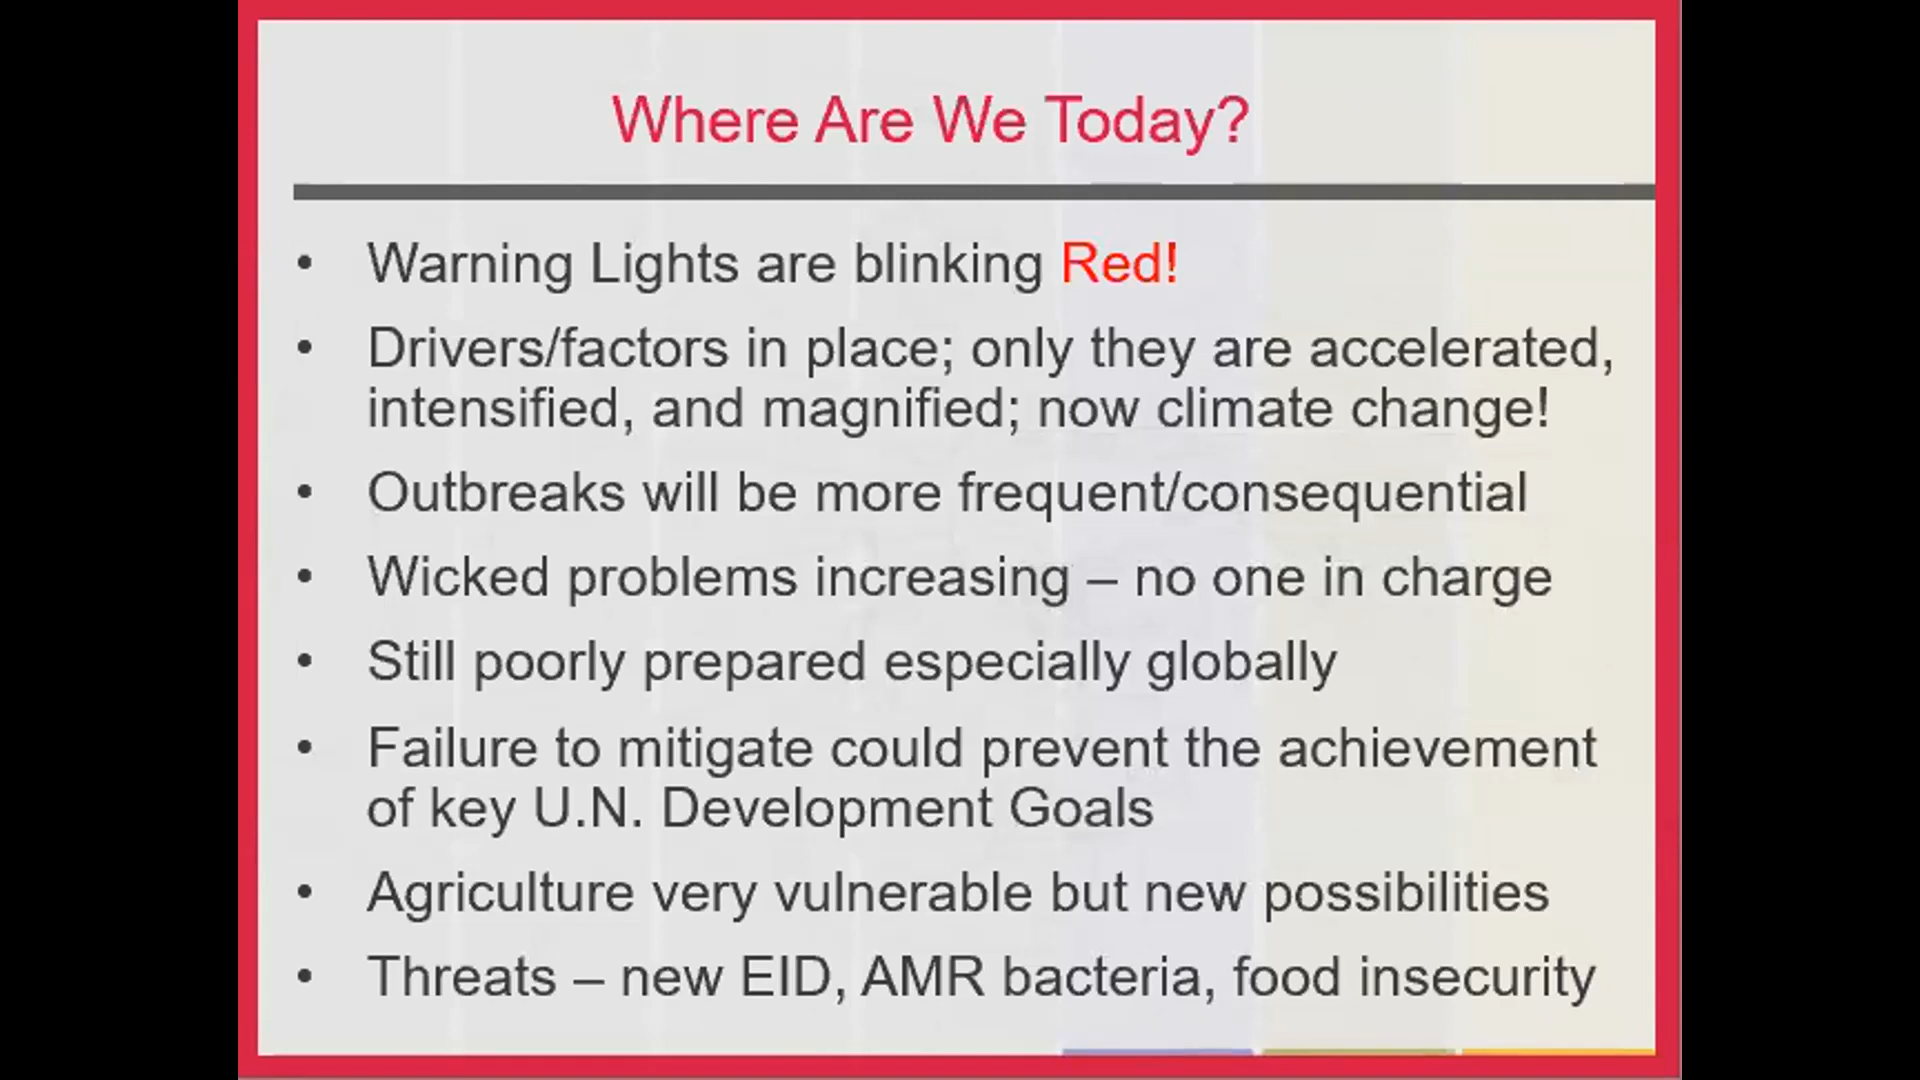 Where Are We Today?
• Warning Lights are blinking Red!
• Drivers/factors in place; only they are accelerated,
intensified, and magnified; now climate change!
• Outbreaks will be more frequent/consequential
• Wicked problems increasing – no one in charge
• Still poorly prepared especially globally
• Failure to mitigate could prevent the achievement
of key U.N. Development Goals
• Agriculture very vulnerable but new possibilities
• Threats – new EID, AMR bacteria, food insecurity